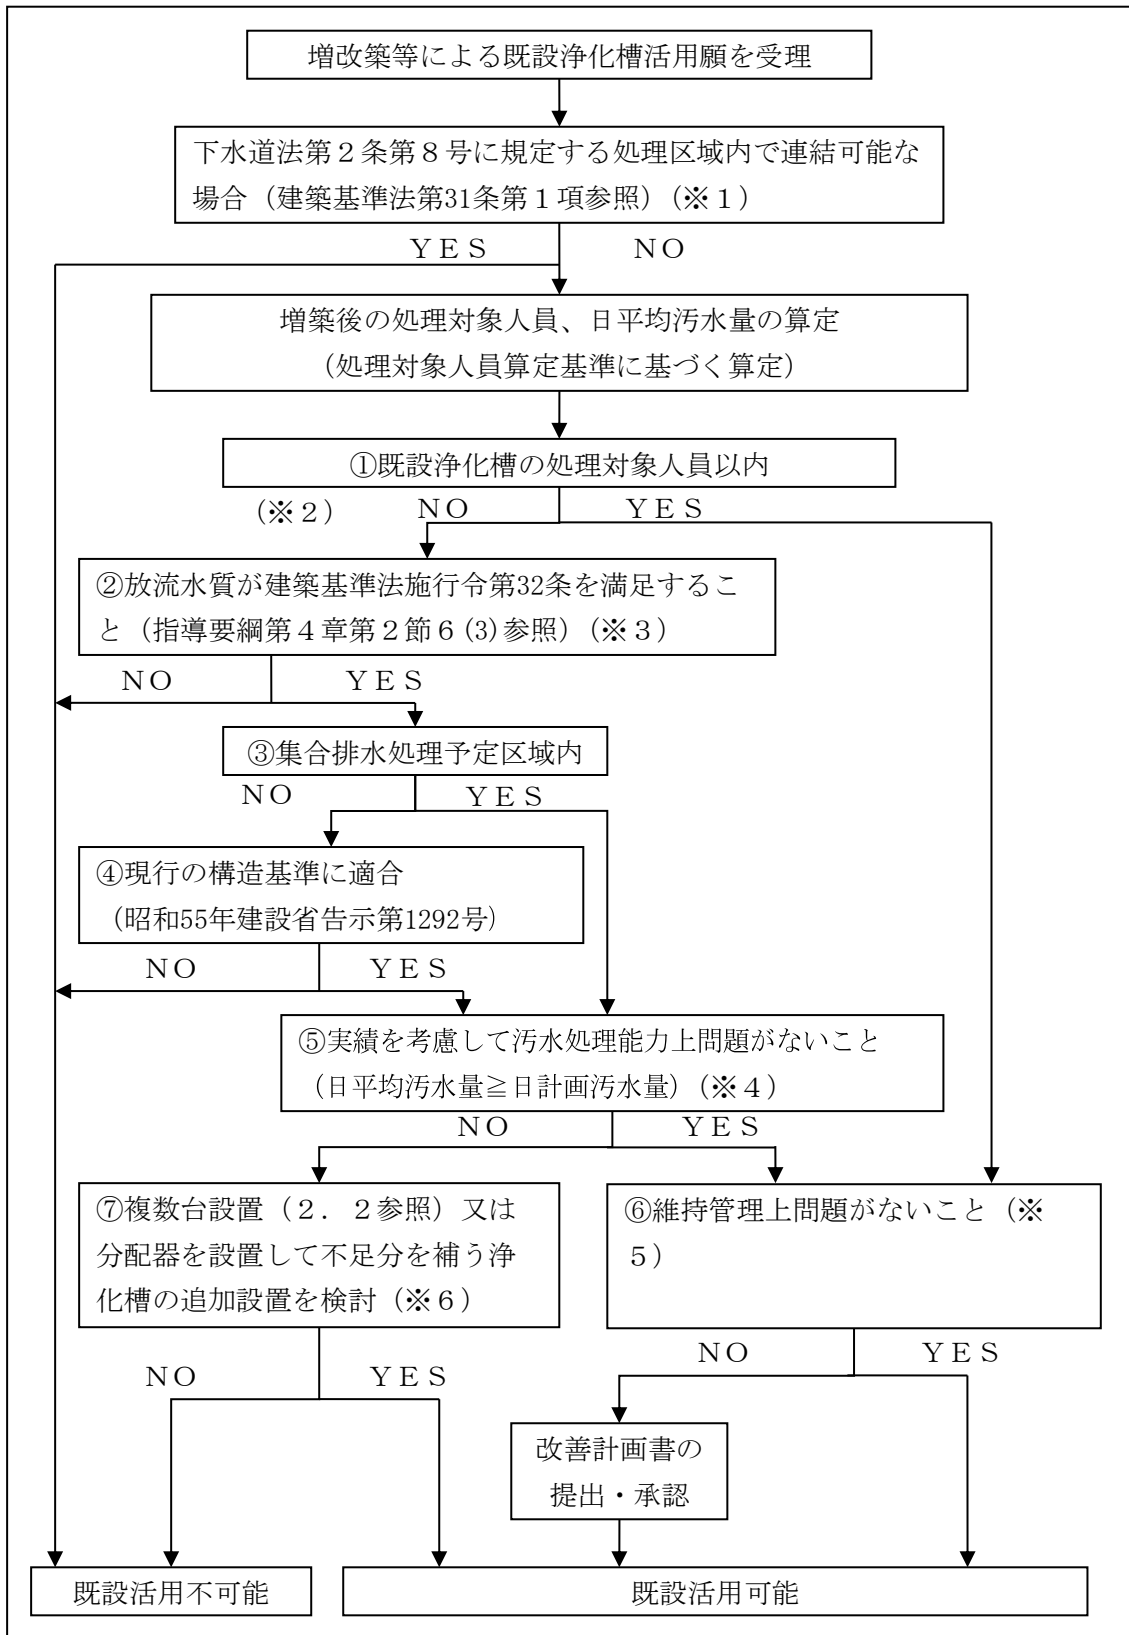 増改築等による既設浄化槽活用願を受理
下水道法第２条第８号に規定する処理区域内で連結可能な
場合（建築基準法第31条第１項参照）（※１）
ＹＥＳ
ＮＯ
増築後の処理対象人員、日平均汚水量の算定
（処理対象人員算定基準に基づく算定）
①既設浄化槽の処理対象人員以内
（※２）
ＮＯ
ＹＥＳ
②放流水質が建築基準法施行令第32条を満足するこ
と（指導要綱第４章第２節６(3)参照）（※３）
ＮＯ
ＹＥＳ
③集合排水処理予定区域内
ＮＯ
ＹＥＳ
④現行の構造基準に適合
（昭和55年建設省告示第1292号）
ＮＯ
ＹＥＳ
⑤実績を考慮して汚水処理能力上問題がないこと
（日平均汚水量≧日計画汚水量）（※４）
ＮＯ
ＹＥＳ
⑦複数台設置（２．２参照）又は
分配器を設置して不足分を補う浄
化槽の追加設置を検討（※６）
⑥維持管理上問題がないこと（※
５）
ＮＯ
ＹＥＳ
ＮＯ
ＹＥＳ
改善計画書の
提出・承認
既設活用不可能
既設活用可能